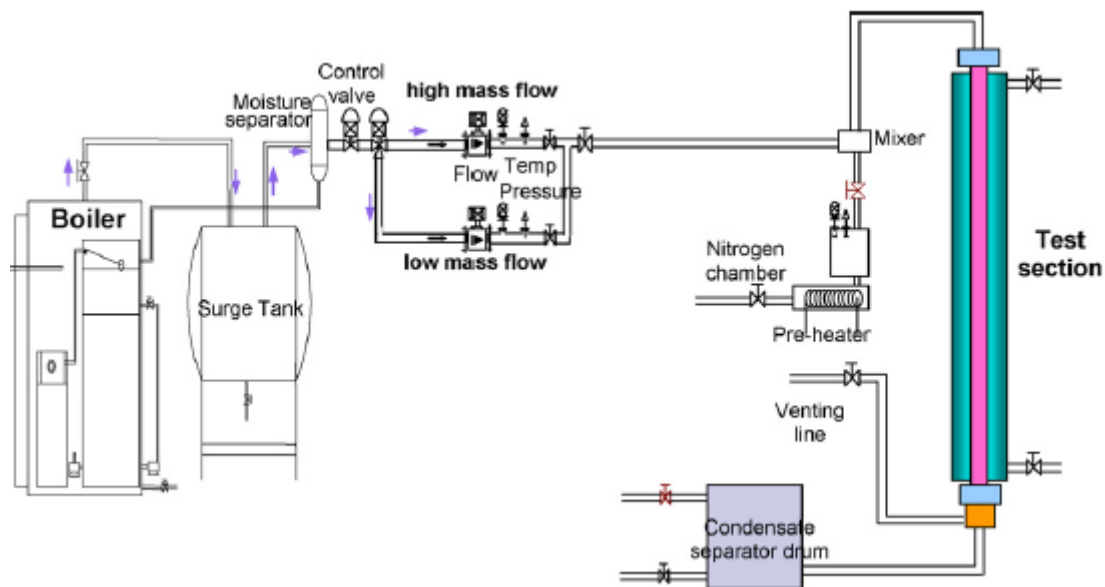 Control
valve
high mass flow
Moisture
separator
Mixer
Flow
Temp
Pressure
Boiler
low mass flow
Nitrogen
chamber
Test
section
Surge Tank
Pre-heater
Venting
line
Condensate
separator drum